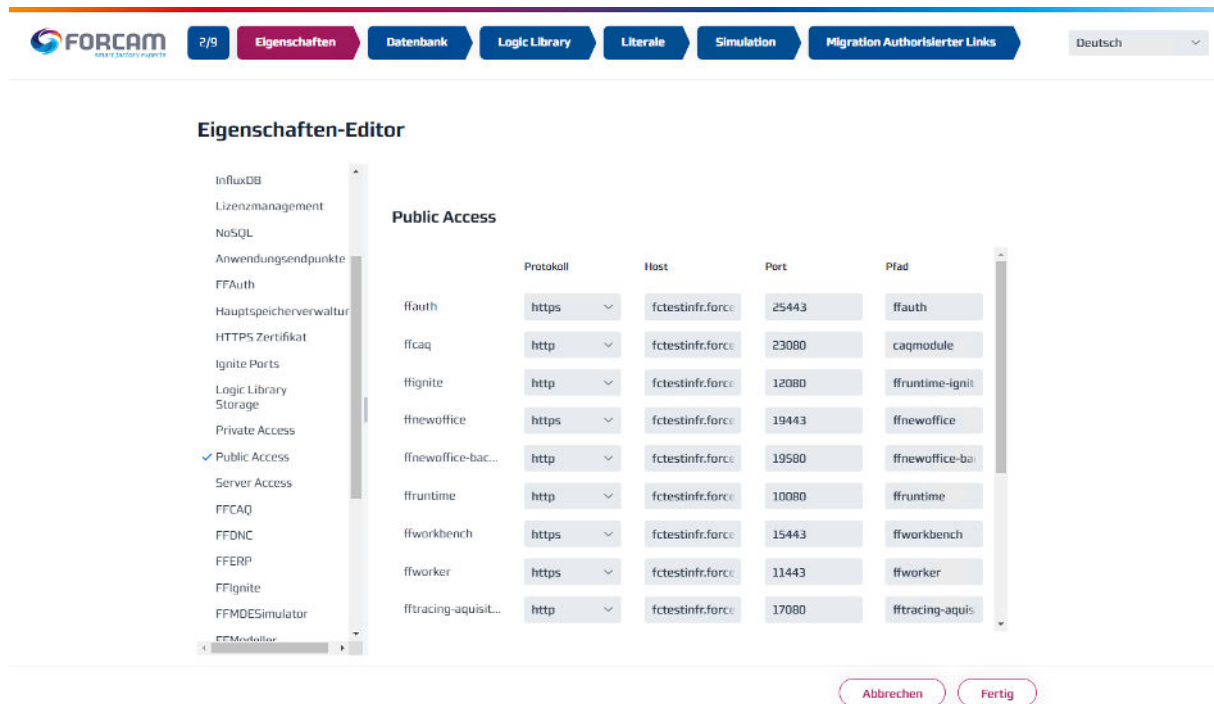 FORCAM
smart factory experts
2/9
Eigenschaften
Datenbank
Logic Library
Literale
Simulation
Migration Authorisierter Links
Deutsch
Eigenschaften-Editor
InfluxDB
Lizenzmanagement
NoSQL
Anwendungsendpunkte
FFAuth
Hauptspeicherverwaltur
HTTPS Zertifikat
Ignite Ports
Logic Library
Storage
Private Access
Public Access
Server Access
FFCAQ
FFDNC
FFERP
FFIgnite
FFMDESimulator
FFModeller
Public Access
Protokoll Host Port Pfad
ffauth https fctestinfr.force 25443 ffauth
ffcaq http fctestinfr.force 23080 caqmodule
ffignite http fctestinfr.force 12080 ffruntime-ignit
ffnewoffice https fctestinfr.force 19443 ffnewoffice
ffnewoffice-bac... http fctestinfr.force 19580 ffnewoffice-ba
ffruntime http fctestinfr.force 10080 ffruntime
ffworkbench https fctestinfr.force 15443 ffworkbench
ffworker https fctestinfr.force 11443 ffworker
fftracing-aquisit... http fctestinfr.force 17080 fftracing-aquis
Abbrechen
Fertig